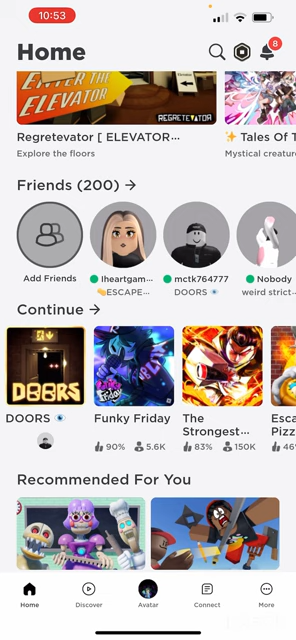 10:53
Home
8
ENTER THE
ELEVATOR
REGRETEVATOR
Regretevator [ ELEVATOR...
Explore the floors
Tales Of T
Mystical creature
Friends (200) →
Add Friends
Iheartgam...
ESCAPE...
mctk764777
DOORS
Nobody
weird strict...
Continue →
DOORS
DOORS
Funky Friday
90% 5.6K
The
Strongest...
83% 150K
Esca
Pizz
46%
Recommended For You
Home
Discover
Avatar
Connect
More